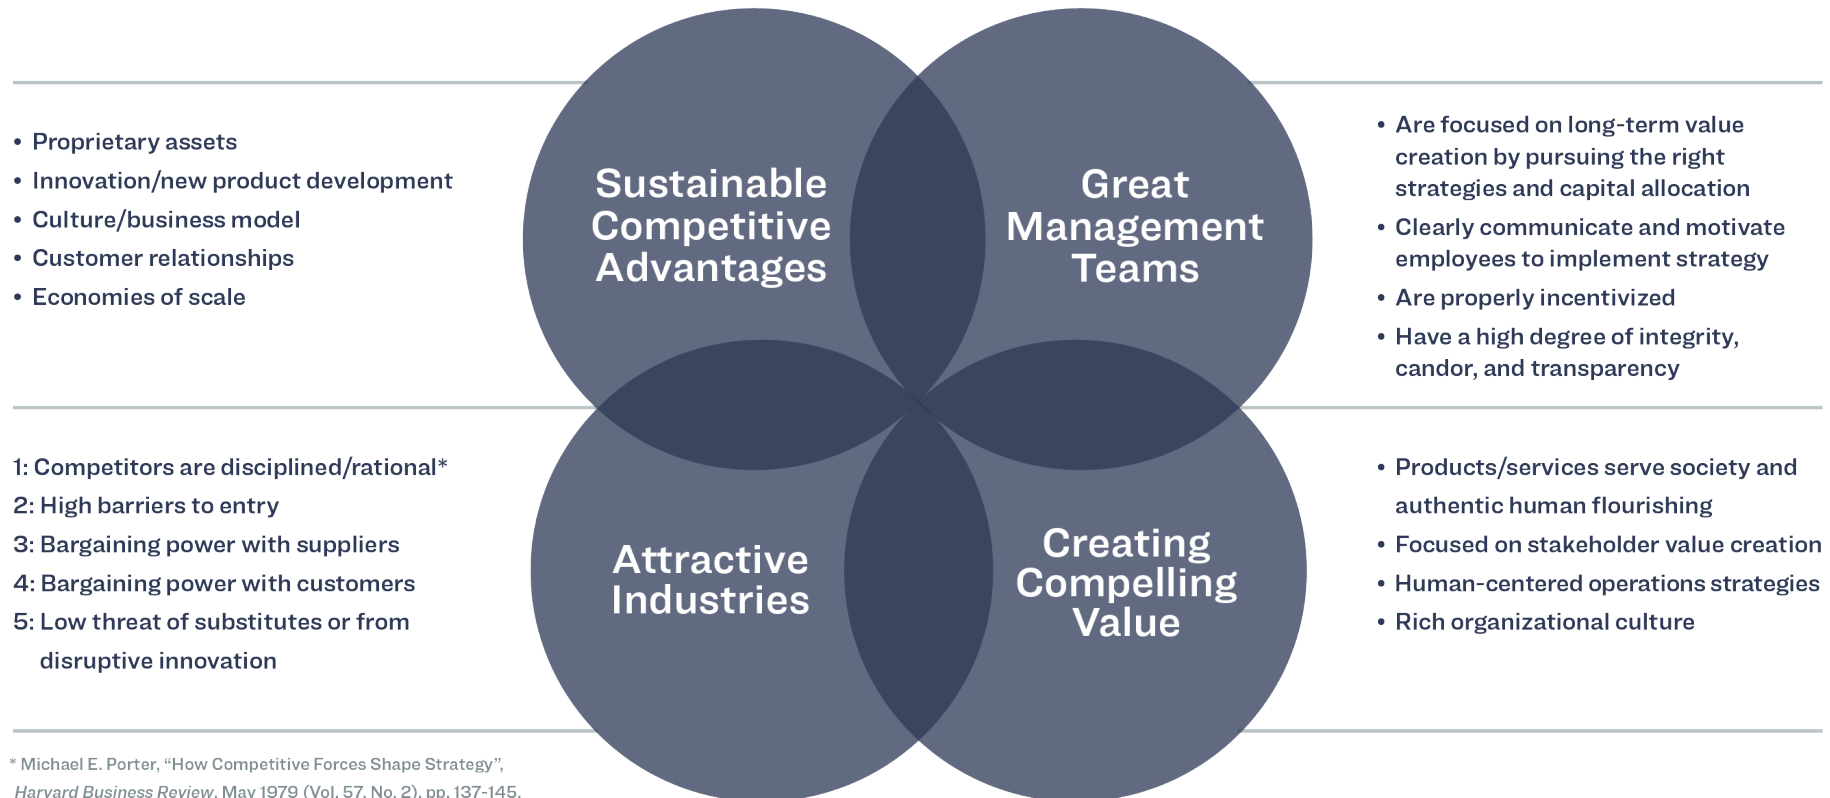 • Proprietary assets
• Innovation/new product development
• Culture/business model
• Customer relationships
• Economies of scale
Sustainable
Competitive
Advantages
Great
Management
Teams
• Are focused on long-term value
creation by pursuing the right
strategies and capital allocation
• Clearly communicate and motivate
employees to implement strategy
• Are properly incentivized
• Have a high degree of integrity,
candor, and transparency
1: Competitors are disciplined/rational*
2: High barriers to entry
3: Bargaining power with suppliers
4: Bargaining power with customers
5: Low threat of substitutes or from
disruptive innovation
Attractive
Industries
Creating
Compelling
Value
• Products/services serve society and
authentic human flourishing
• Focused on stakeholder value creation
• Human-centered operations strategies
• Rich organizational culture
* Michael E. Porter, “How Competitive Forces Shape Strategy”,
Harvard Business Review, May 1979 (Vol. 57, No. 2), pp. 137-145.